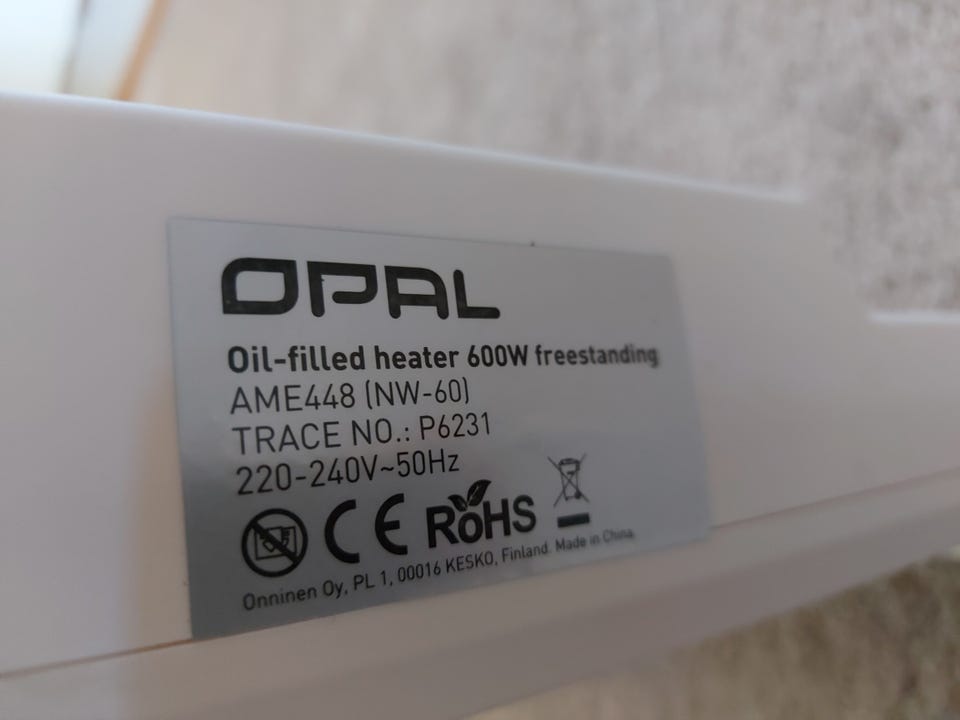 OPAL
Oil-filled heater 600W freestanding
AME448 (NW-60)
TRACE NO.: P6231
220-240V~50Hz
CE RoHS
Onninen Oy, PL 1, 00016 KESKO, Finland. Made in China